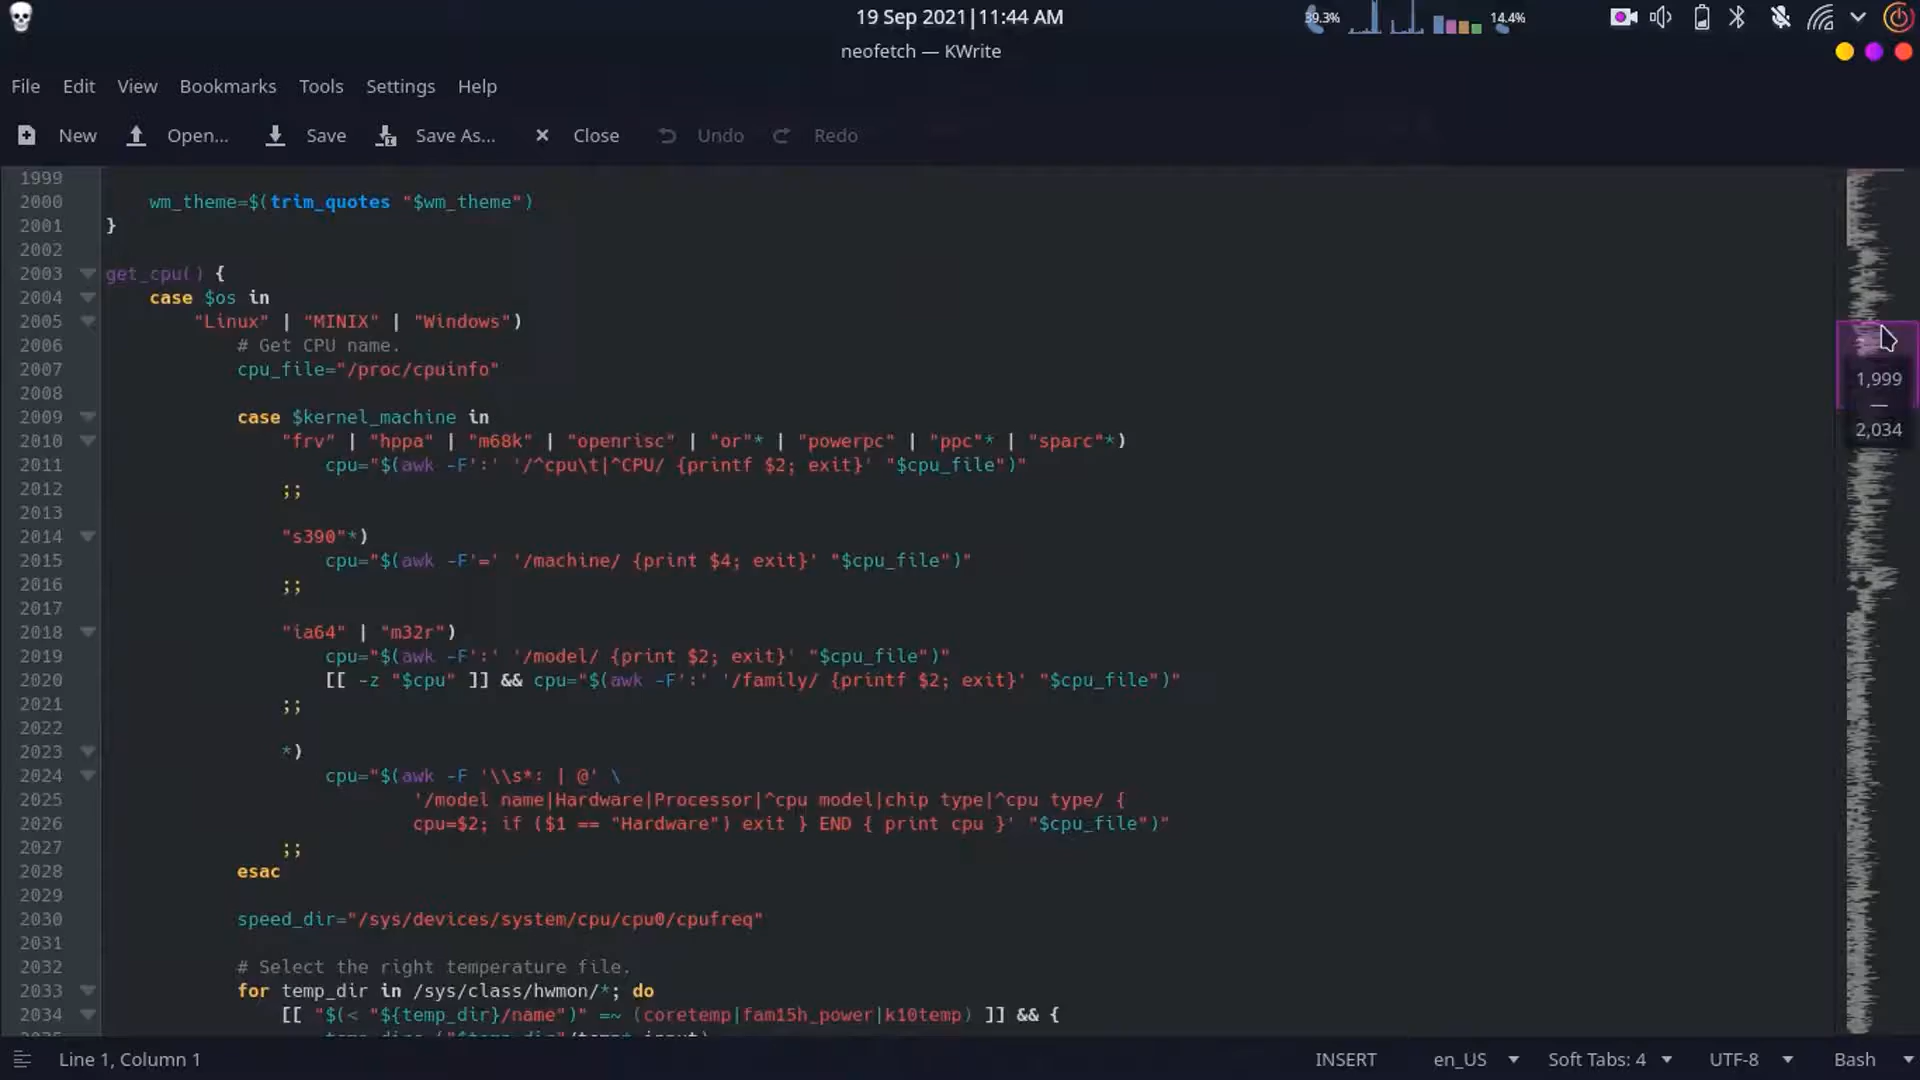 19 Sep 2021|11:44 AM
39.3%
14.4%
neofetch — KWrite
File Edit View Bookmarks Tools Settings Help
New Open... Save Save As... Close Undo Redo
1999
2000 wm_theme=$(trim_quotes "$wm_theme")
2001 }
2002
2003 get_cpu() {
2004 case $os in
2005 "Linux" | "MINIX" | "Windows")
2006 # Get CPU name.
2007 cpu_file="/proc/cpuinfo"
2008
2009 case $kernel_machine in
2010 "frv" | "hppa" | "m68k" | "openrisc" | "or"* | "powerpc" | "ppc"* | "sparc"*)
2011 cpu="$(awk -F':' '/^cpu\t|^CPU/ {printf $2; exit}' "$cpu_file")"
2012 ;;
2013
2014 "s390"*)
2015 cpu="$(awk -F'=' '/machine/ {print $4; exit}' "$cpu_file")"
2016 ;;
2017
2018 "ia64" | "m32r")
2019 cpu="$(awk -F':' '/model/ {print $2; exit}' "$cpu_file")"
2020 [[ -z "$cpu" ]] && cpu="$(awk -F':' '/family/ {printf $2; exit}' "$cpu_file")"
2021 ;;
2022
2023 *)
2024 cpu="$(awk -F '\\s*: | @' \
2025 '/model name|Hardware|Processor|^cpu model|chip type|^cpu type/ {
2026 cpu=$2; if ($1 == "Hardware") exit } END { print cpu }' "$cpu_file")"
2027 ;;
2028 esac
2029
2030 speed_dir="/sys/devices/system/cpu/cpu0/cpufreq"
2031
2032 # Select the right temperature file.
2033 for temp_dir in /sys/class/hwmon/*; do
2034 [[ "$(< "${temp_dir}/name")" =~ (coretemp|fam15h_power|k10temp) ]] && {
1,999
—
2,034
Line 1, Column 1 INSERT en_US Soft Tabs: 4 UTF-8 Bash